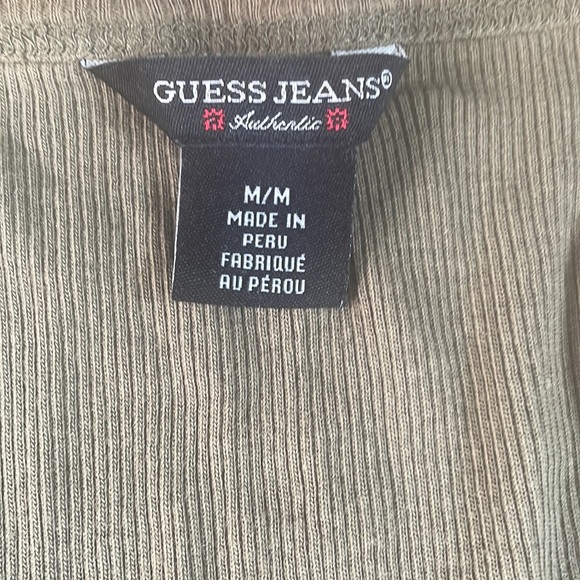 GUESS JEANS®
Authentic
M/M
MADE IN
PERU
FABRIQUÉ
AU PÉROU